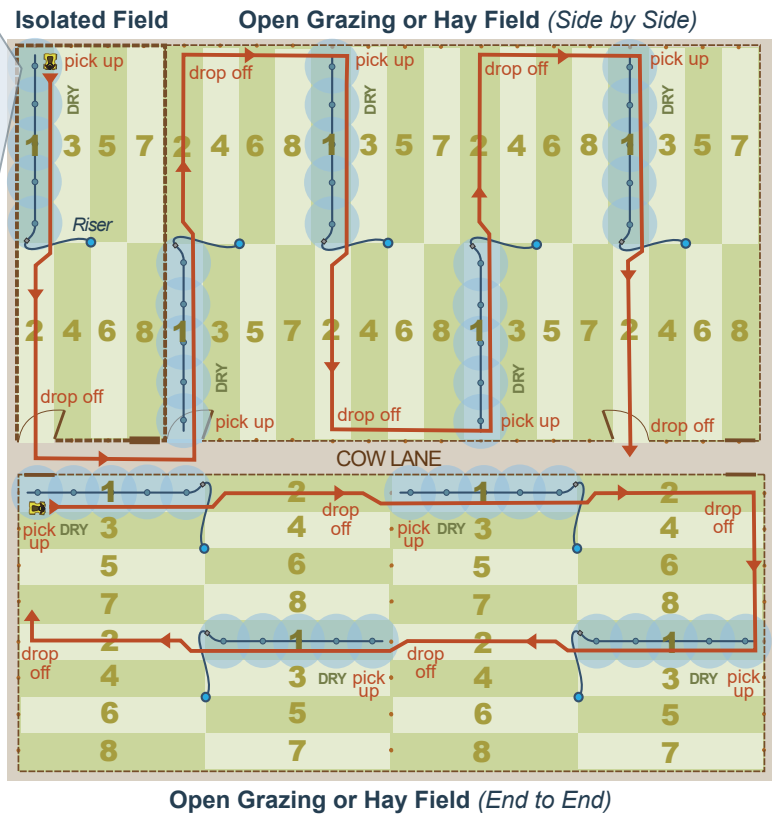 Isolated Field
Open Grazing or Hay Field (Side by Side)
pick up
drop off
pick up
drop off
pick up
DRY
DRY
DRY
1 3 5 7 2 4 6 8 1 3 5 7 2 4 6 8 1 3 5 7
Riser
2 4 6 8 1 3 5 7 2 4 6 8 1 3 5 7 2 4 6 8
DRY
DRY
drop off
pick up
drop off
pick up
drop off
COW LANE
1 2 1 2
pick up
DRY
3
drop off
4
pick up
DRY
3
drop off
4
5 6 5 6
7 8 7 8
2 1 2 1
drop off
4
3
DRY
pick up
drop off
4
3
DRY
pick up
6 5 6 5
8 7 8 7
Open Grazing or Hay Field (End to End)